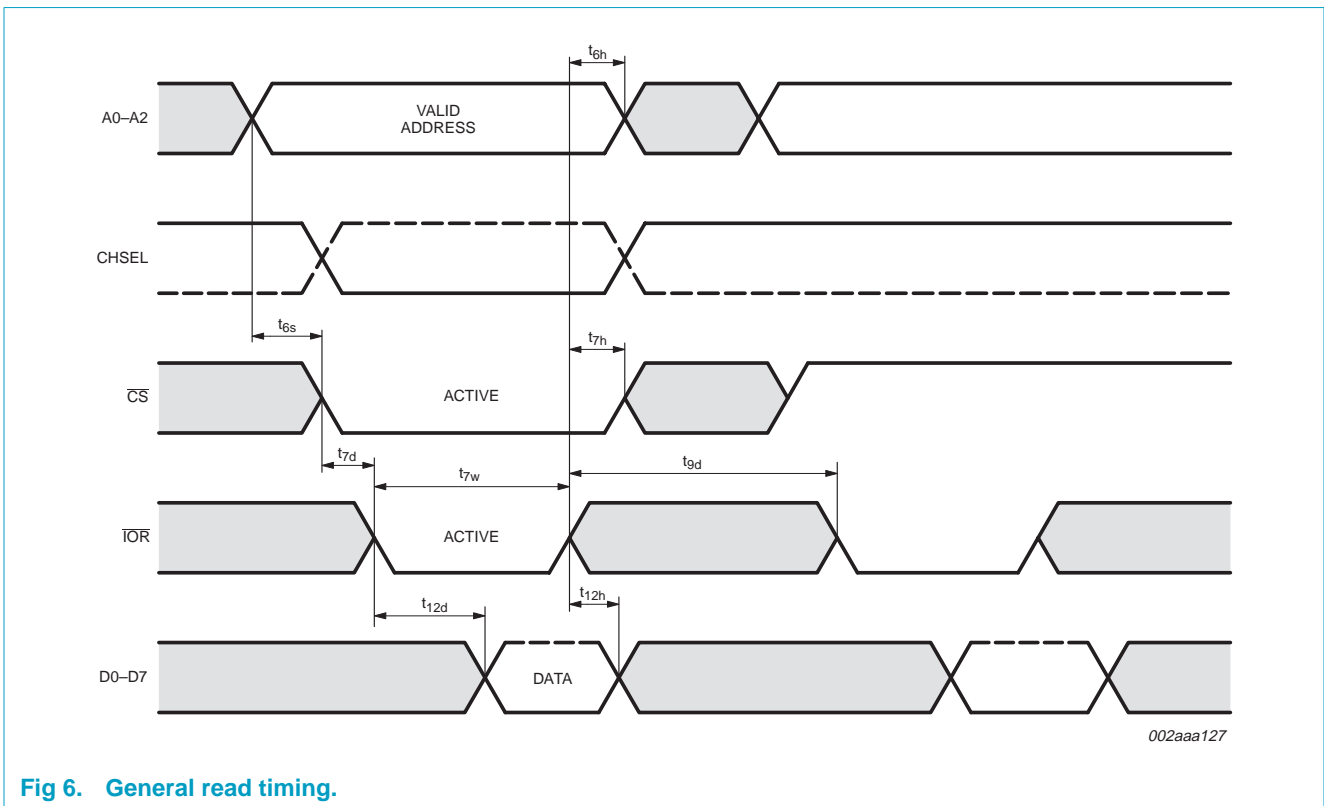 t6h
A0–A2
VALID
ADDRESS
CHSEL
t6s
t7h
CS
ACTIVE
t7d
t7w
t9d
IOR
ACTIVE
t12d
t12h
D0–D7
DATA
002aaa127
Fig 6. General read timing.